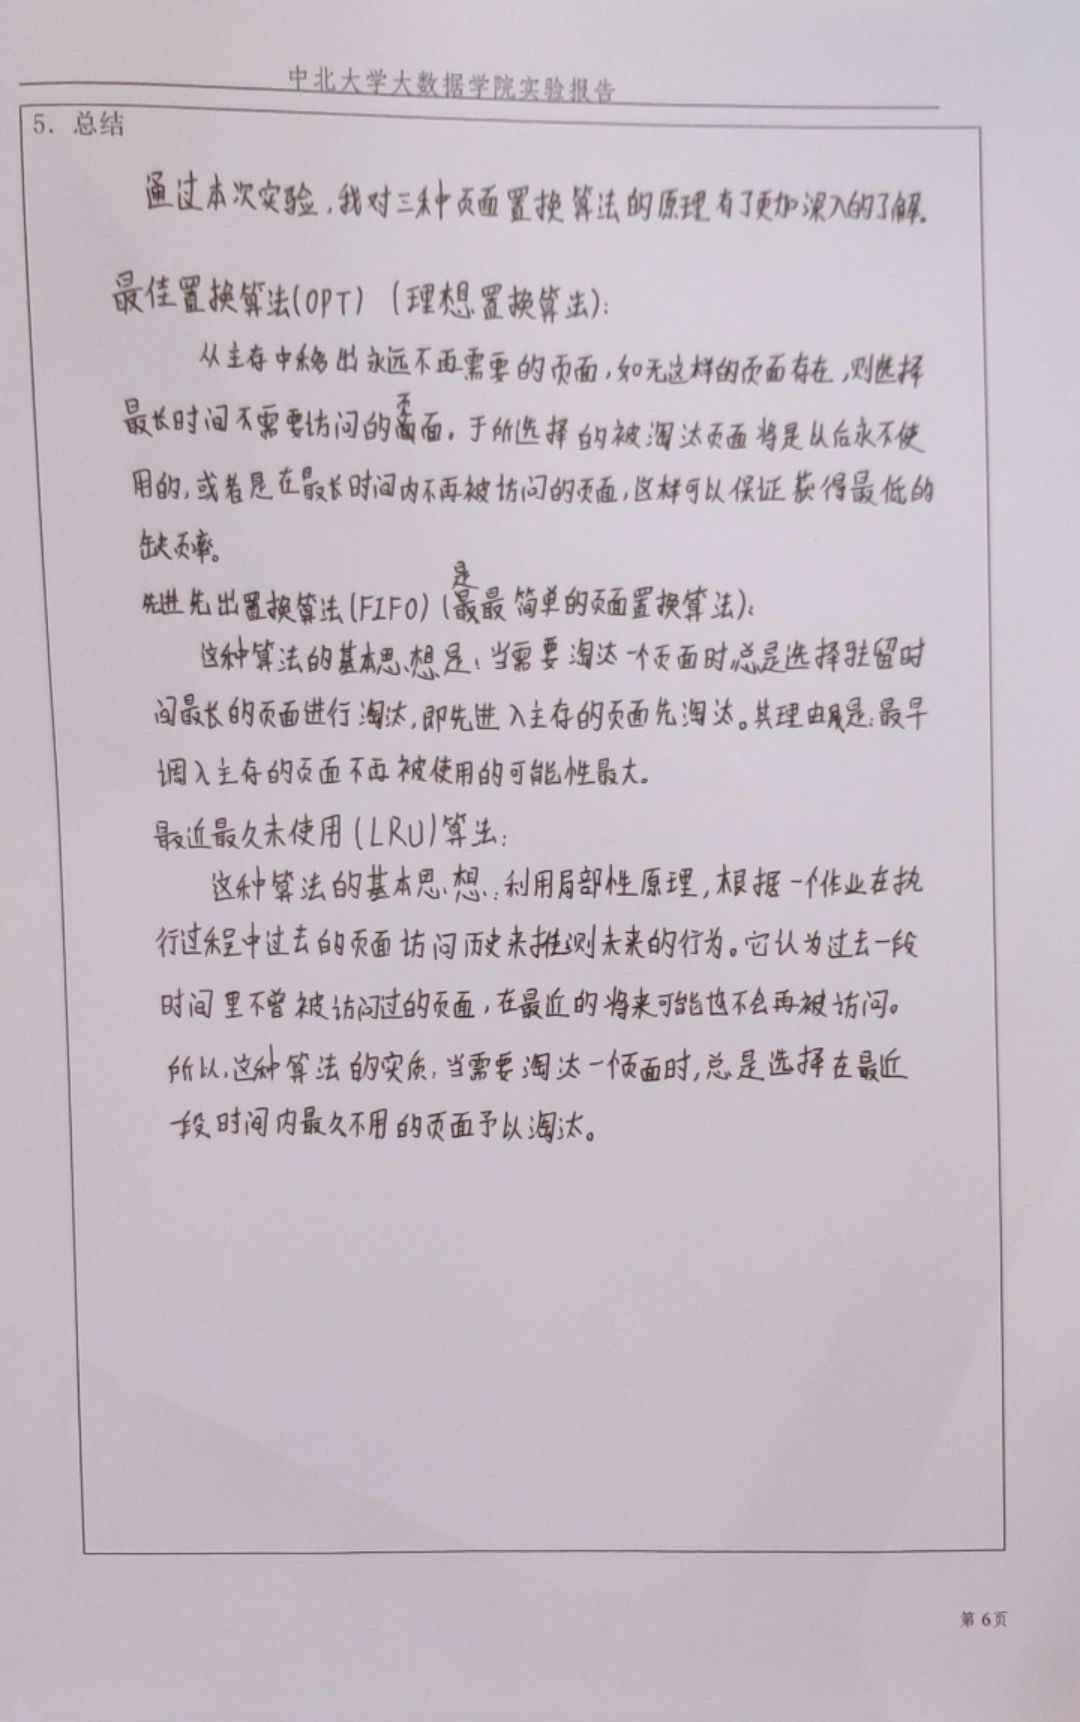 中北大学大数据学院实验报告
5. 总结
通过本次实验,我对三种页面置换算法的原理有了更加深入的了解。
最佳置换算法(OPT) (理想置换算法):
从主存中移出永远不再需要的页面,如无这样的页面存在,则选择
最长时间不需要访问的页面。于所选择的被淘汰页面将是以后永不使
用的,或者是在最长时间内不再被访问的页面,这样可以保证获得最低的
缺页率。
先进先出置换算法(FIFO) (是最简单的页面置换算法):
这种算法的基本思想是:当需要淘汰一个页面时,总是选择驻留时
间最长的页面进行淘汰,即先进入主存的页面先淘汰。其理由是:最早
调入主存的页面不再被使用的可能性最大。
最近最久未使用(LRU)算法:
这种算法的基本思想:利用局部性原理,根据一个作业在执
行过程中过去的页面访问历史来推测未来的行为。它认为过去一段
时间里不曾被访问过的页面,在最近的将来可能也不会再被访问。
所以,这种算法的实质:当需要淘汰一个页面时,总是选择在最近
一段时间内最久不用的页面予以淘汰。
第 6页